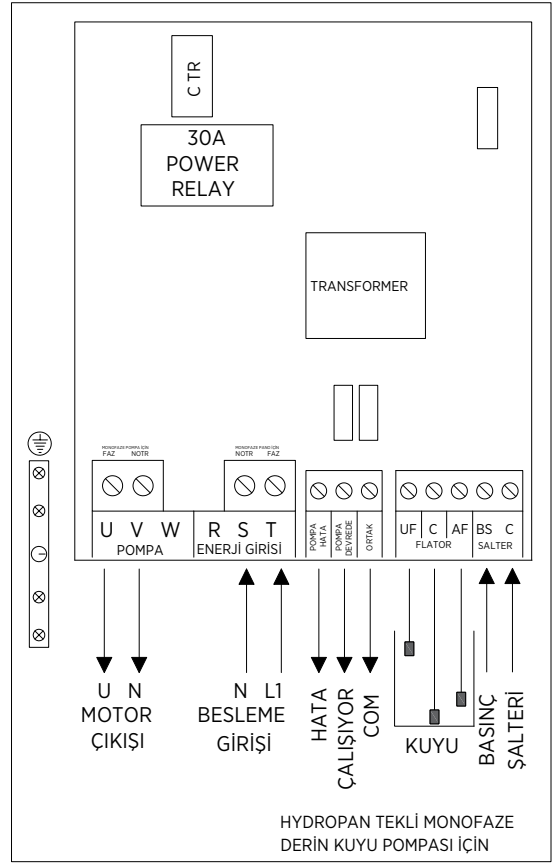 C TR
30A
POWER
RELAY
TRANSFORMER
MONOFAZE POMPA İÇİN
FAZ NOTR
MONOFAZE PANO İÇİN
NOTR FAZ
U V W
POMPA
R S T
ENERJİ GİRİSİ
POMPA
HATA
POMPA
DEVREDE
ORTAK
UF C AF
FLATOR
BS C
SALTER
U N
MOTOR
ÇIKIŞI
N L1
BESLEME
GİRİŞİ
HATA
ÇALIŞIYOR
COM
KUYU
BASINÇ
ŞALTERİ
HYDROPAN TEKLİ MONOFAZE
DERİN KUYU POMPASI İÇİN